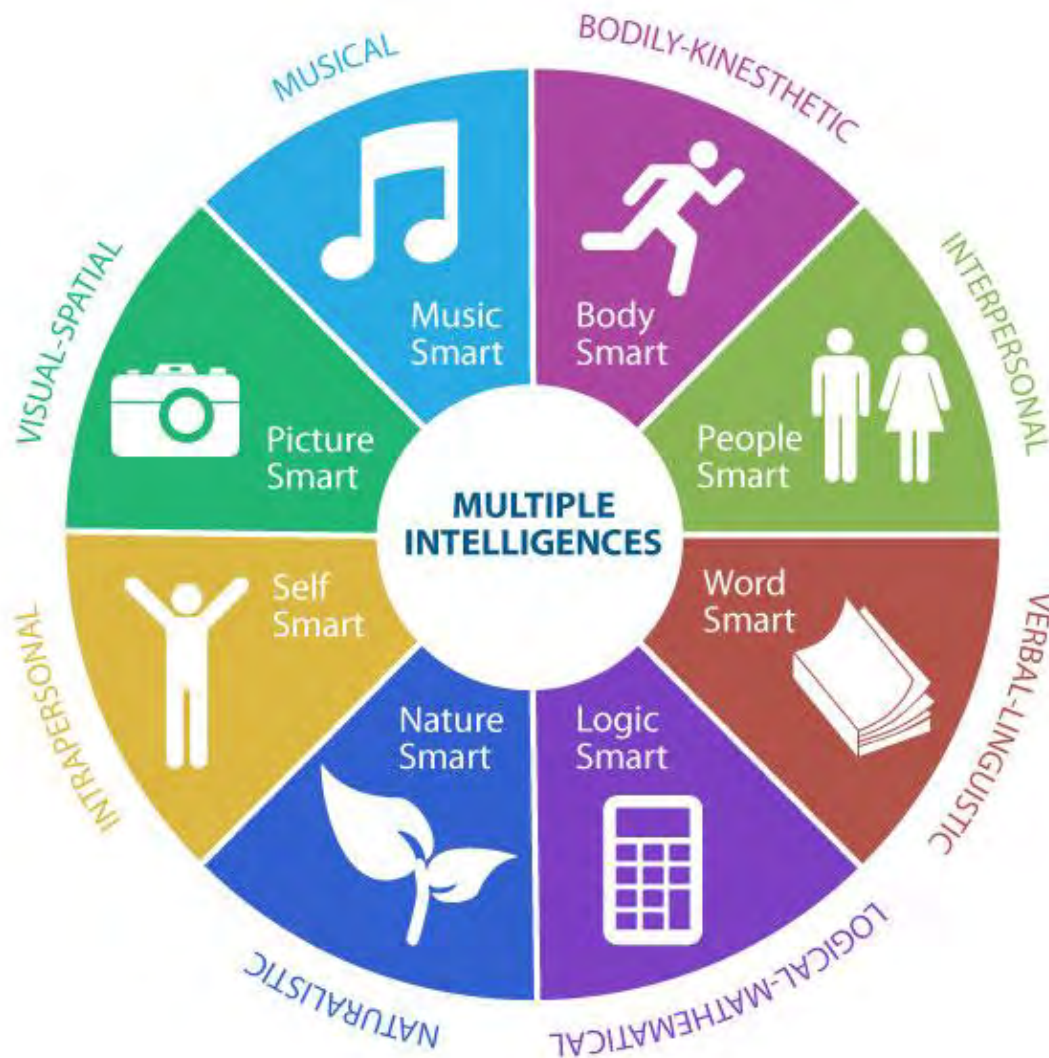 MUSICAL
BODILY-KINESTHETIC
INTERPERSONAL
VERBAL-LINGUISTIC
LOGICAL-MATHEMATICAL
NATURALISTIC
INTRAPERSONAL
VISUAL-SPATIAL
Music
Smart
Body
Smart
People
Smart
Word
Smart
Logic
Smart
Nature
Smart
Self
Smart
Picture
Smart
MULTIPLE
INTELLIGENCES